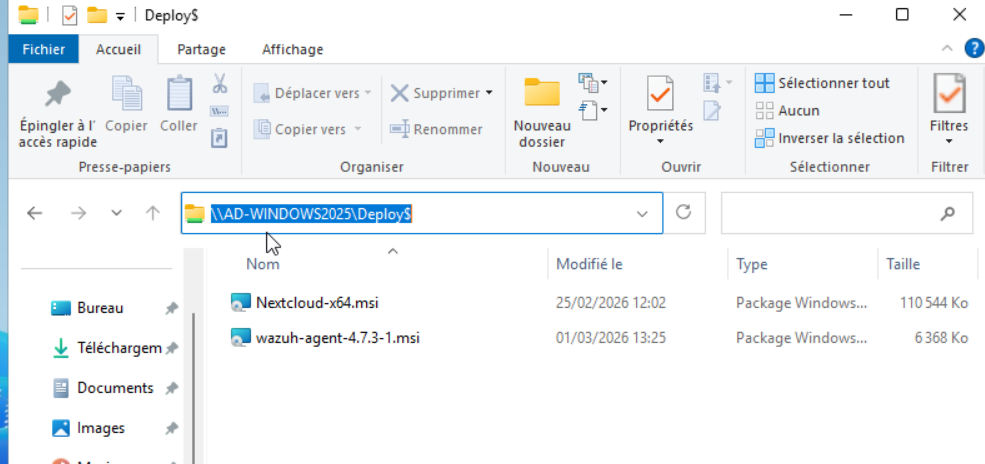 Deploy$
Fichier Accueil Partage Affichage
Épingler à l' accès rapide
Copier
Coller
Presse-papiers
Déplacer vers
Copier vers
Supprimer
Renommer
Organiser
Nouveau dossier
Nouveau
Propriétés
Ouvrir
Sélectionner tout
Aucun
Inverser la sélection
Sélectionner
Filtres
Filtrer
\\AD-WINDOWS2025\Deploy$
Nom Modifié le Type Taille
Nextcloud-x64.msi 25/02/2026 12:02 Package Windows... 110 544 Ko
wazuh-agent-4.7.3-1.msi 01/03/2026 13:25 Package Windows... 6 368 Ko
Bureau
Téléchargem
Documents
Images